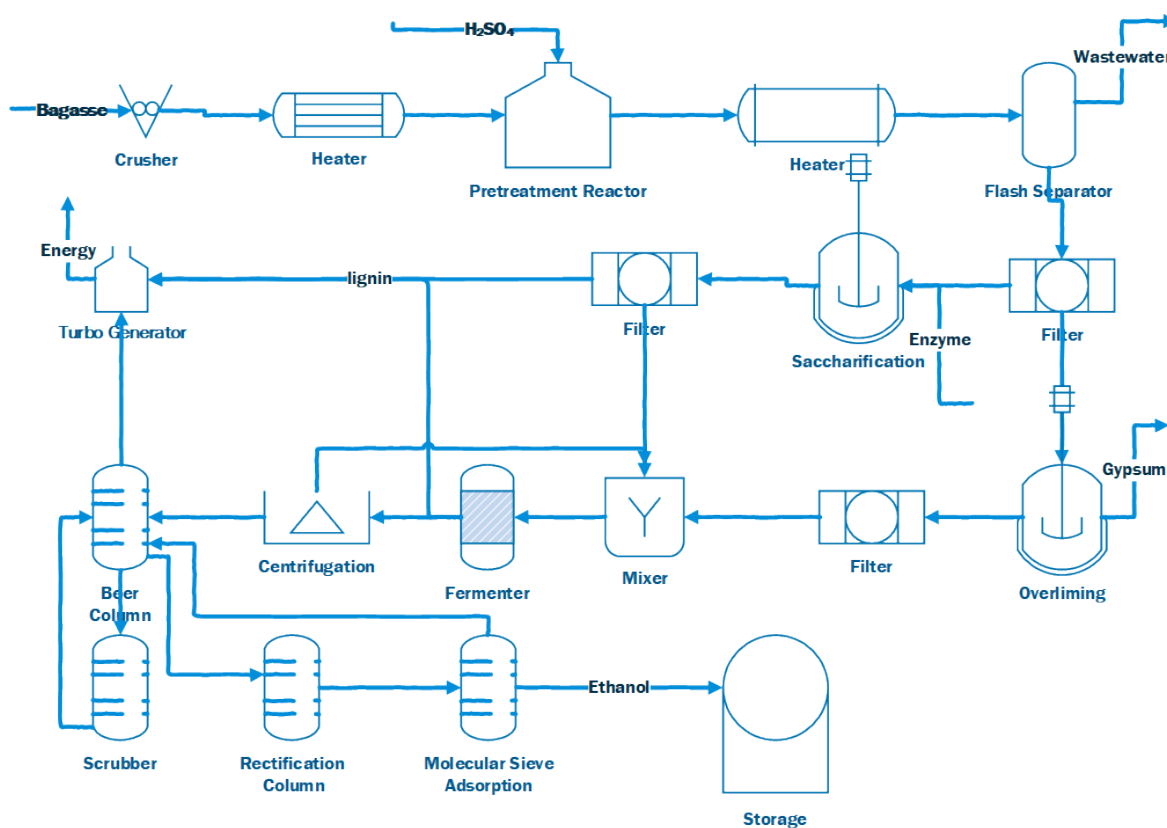 H₂SO₄
Wastewater
Bagasse
Crusher
Heater
Pretreatment Reactor
Heater
Flash Separator
Energy
lignin
Turbo Generator
Filter
Saccharification
Enzyme
Filter
Gypsum
Beer
Column
Centrifugation
Fermenter
Mixer
Filter
Overliming
Ethanol
Scrubber
Rectification
Column
Molecular Sieve
Adsorption
Storage